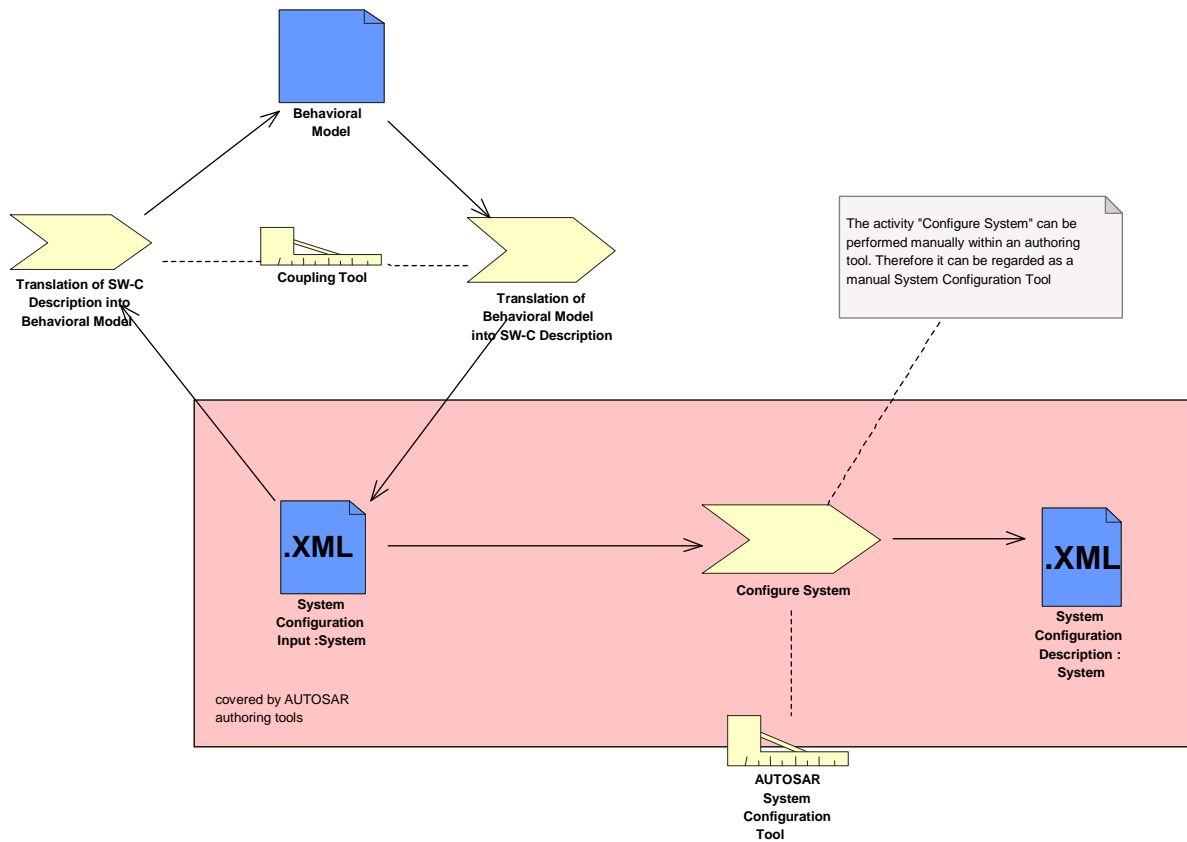 Behavioral
Model
The activity "Configure System" can be
performed manually within an authoring
tool. Therefore it can be regarded as a
manual System Configuration Tool
Translation of SW-C
Description into
Behavioral Model
Coupling Tool
Translation of
Behavioral Model
into SW-C Description
.XML
System
Configuration
Input :System
Configure System
.XML
System
Configuration
Description :
System
covered by AUTOSAR
authoring tools
AUTOSAR
System
Configuration
Tool